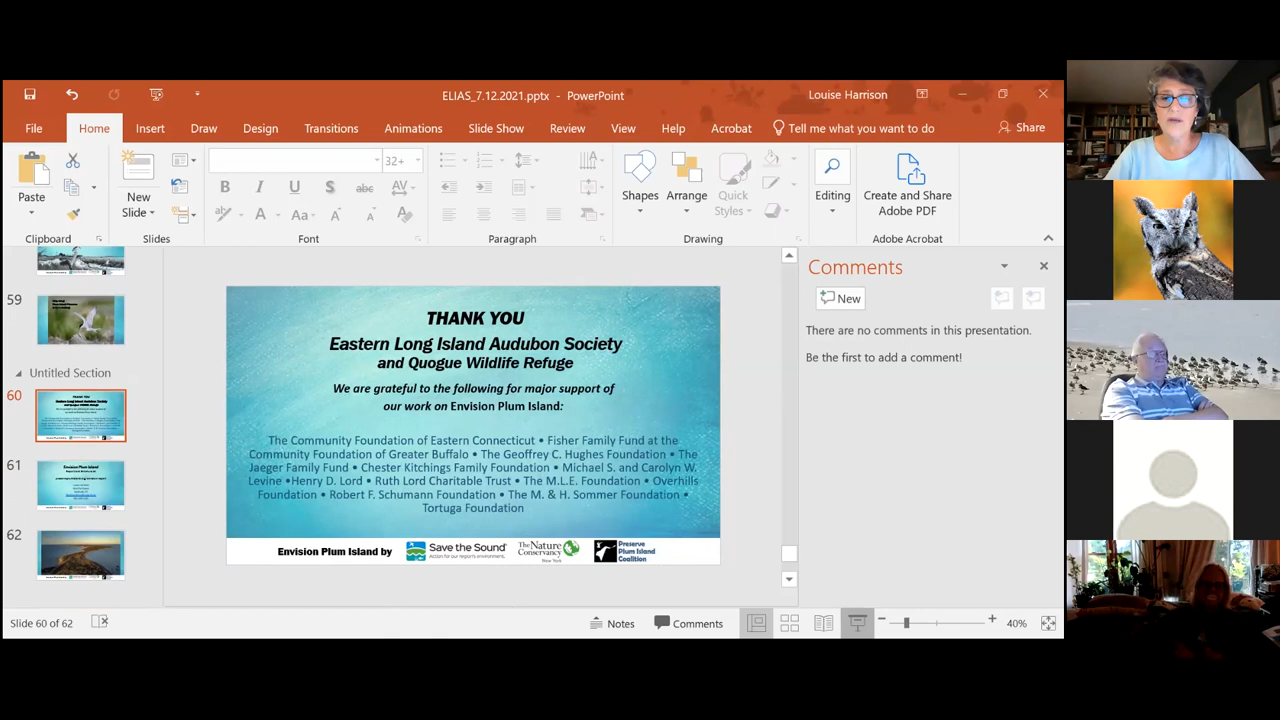 ELIAS_7.12.2021.pptx - PowerPoint
Louise Harrison
File Home Insert Draw Design Transitions Animations Slide Show Review View Help Acrobat Tell me what you want to do Share
32+
Paste
New Slide
Shapes
Arrange
Quick Styles
Editing
Create and Share Adobe PDF
Clipboard Slides Font Paragraph Drawing Adobe Acrobat
59
Untitled Section
60
61
62
THANK YOU
Eastern Long Island Audubon Society
and Quogue Wildlife Refuge
We are grateful to the following for major support of
our work on Envision Plum Island:
The Community Foundation of Eastern Connecticut • Fisher Family Fund at the
Community Foundation of Greater Buffalo • The Geoffrey C. Hughes Foundation • The
Jaeger Family Fund • Chester Kitchings Family Foundation • Michael S. and Carolyn W.
Levine •Henry D. Lord • Ruth Lord Charitable Trust • The M.L.E. Foundation • Overhills
Foundation • Robert F. Schumann Foundation • The M. & H. Sommer Foundation •
Tortuga Foundation
Envision Plum Island by
Save the Sound
Action for our region's environment.
The Nature Conservancy
New York
Preserve
Plum Island
Coalition
Comments
New
There are no comments in this presentation.
Be the first to add a comment!
Slide 60 of 62
Notes
Comments
40%